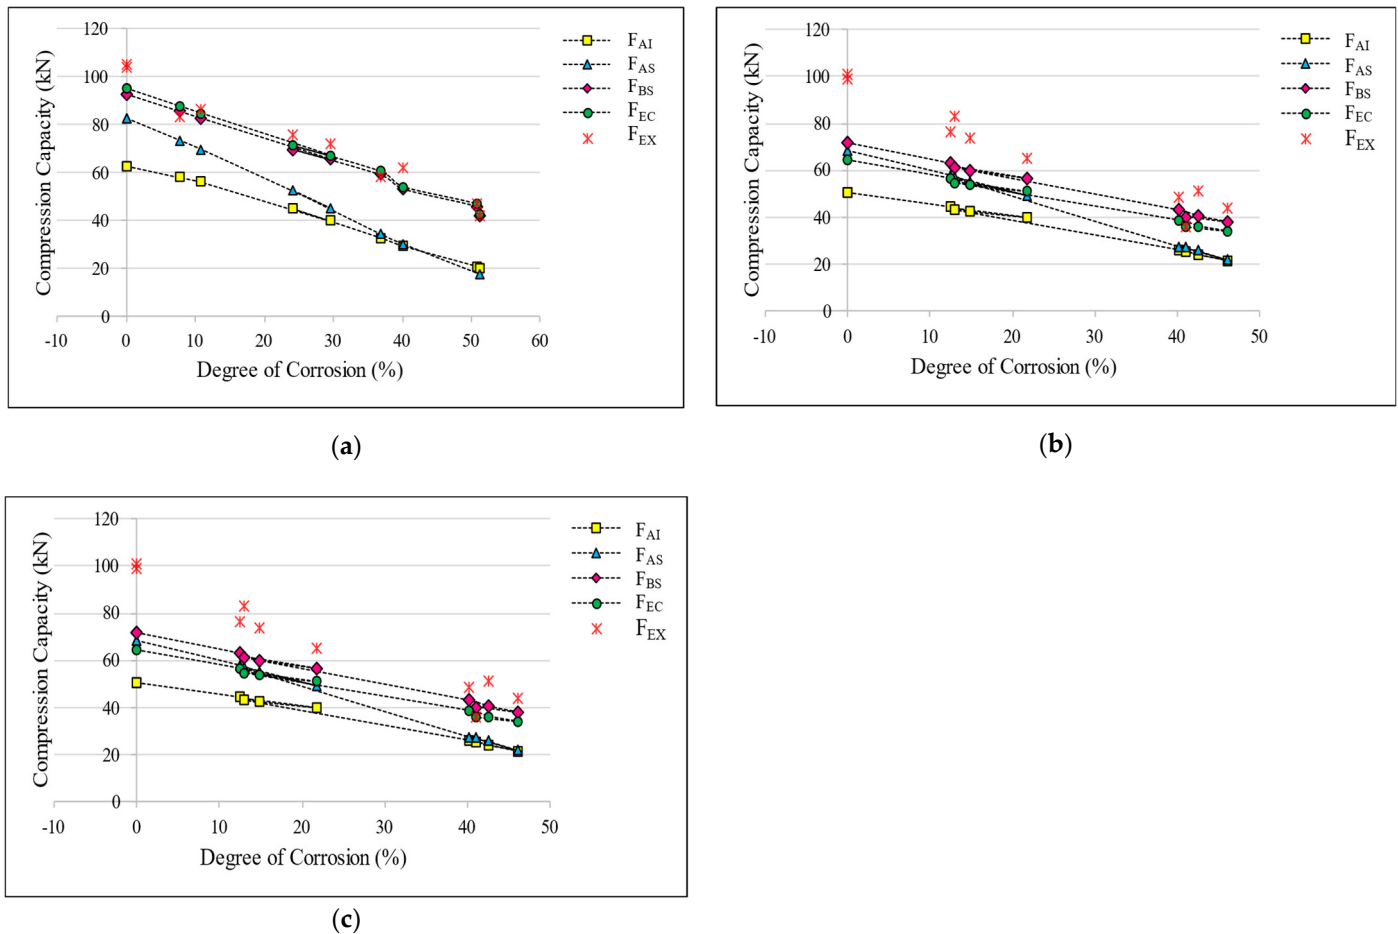 120
100
80
60
40
20
0
-10 0 10 20 30 40 50 60
Compression Capacity (kN)
Degree of Corrosion (%)
FAI
FAS
FBS
FEC
FEX
(a)
120
100
80
60
40
20
0
-10 0 10 20 30 40 50
Compression Capacity (kN)
Degree of Corrosion (%)
FAI
FAS
FBS
FEC
FEX
(b)
120
100
80
60
40
20
0
-10 0 10 20 30 40 50
Compression Capacity (kN)
Degree of Corrosion (%)
FAI
FAS
FBS
FEC
FEX
(c)